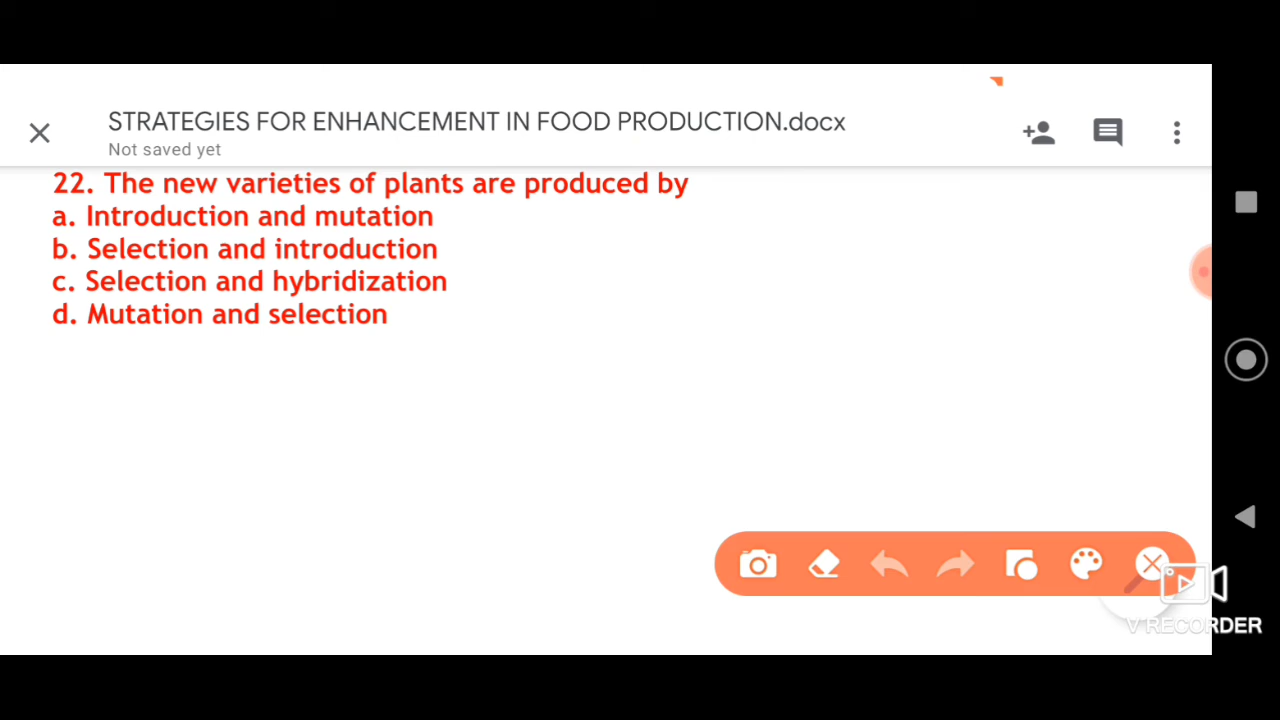 STRATEGIES FOR ENHANCEMENT IN FOOD PRODUCTION.docx
Not saved yet
22. The new varieties of plants are produced by
a. Introduction and mutation
b. Selection and introduction
c. Selection and hybridization
d. Mutation and selection
V RECORDER